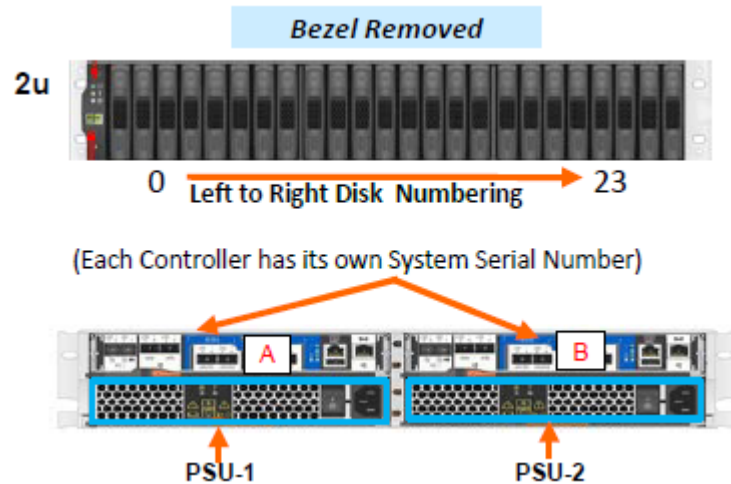 Bezel Removed
2u
0 Left to Right Disk Numbering 23
(Each Controller has its own System Serial Number)
A B
PSU-1 PSU-2